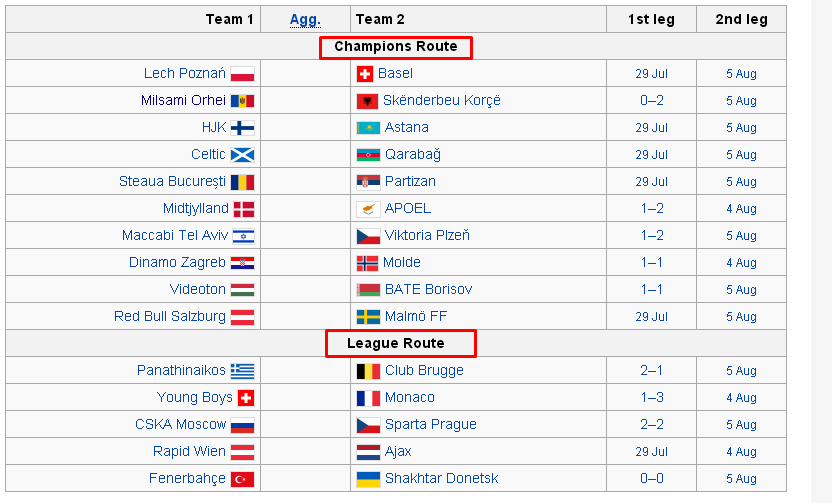 Team 1 Agg. Team 2 1st leg 2nd leg
Champions Route
Lech Poznań Basel 29 Jul 5 Aug
Milsami Orhei Skënderbeu Korçë 0–2 5 Aug
HJK Astana 29 Jul 5 Aug
Celtic Qarabağ 29 Jul 5 Aug
Steaua București Partizan 29 Jul 5 Aug
Midtjylland APOEL 1–2 4 Aug
Maccabi Tel Aviv Viktoria Plzeň 1–2 5 Aug
Dinamo Zagreb Molde 1–1 4 Aug
Videoton BATE Borisov 1–1 5 Aug
Red Bull Salzburg Malmö FF 29 Jul 5 Aug
League Route
Panathinaikos Club Brugge 2–1 5 Aug
Young Boys Monaco 1–3 4 Aug
CSKA Moscow Sparta Prague 2–2 5 Aug
Rapid Wien Ajax 29 Jul 4 Aug
Fenerbahçe Shakhtar Donetsk 0–0 5 Aug